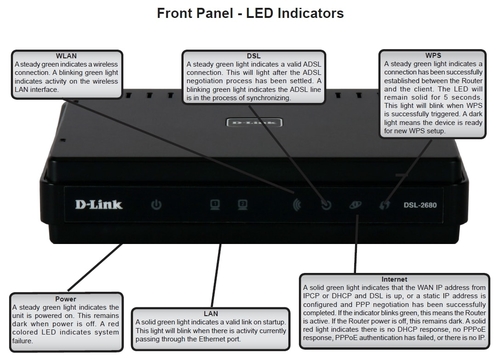 Front Panel - LED Indicators
WLAN
A steady green indicates a wireless
connection. A blinking green light
indicates activity on the wireless
LAN interface.
DSL
A steady green light indicates a valid ADSL
connection. This will light after the ADSL
negotiation process has been settled. A
blinking green light indicates the ADSL line
is in the process of synchronizing.
WPS
A steady green light indicates a
connection has been successfully
established between the Router
and the client. The LED will
remain solid for 5 seconds.
This light will blink when WPS
is successfully triggered. A dark
light means the device is ready
for new WPS setup.
D-Link
D-Link
DSL-2680
Power
A steady green light indicates the
unit is powered on. This remains
dark when power is off. A red
colored LED indicates system
failure.
LAN
A solid green light indicates a valid link on startup.
This light will blink when there is activity currently
passing through the Ethernet port.
Internet
A solid green light indicates that the WAN IP address from
IPCP or DHCP and DSL is up, or a static IP address is
configured and PPP negotiation has been successfully
completed. If the indicator blinks green, this means the Router
is active. If the Router power is off, this remains dark. A solid
red light indicates there is no DHCP response, no PPPoE
response, PPPoE authentication has failed, or there is no IP.